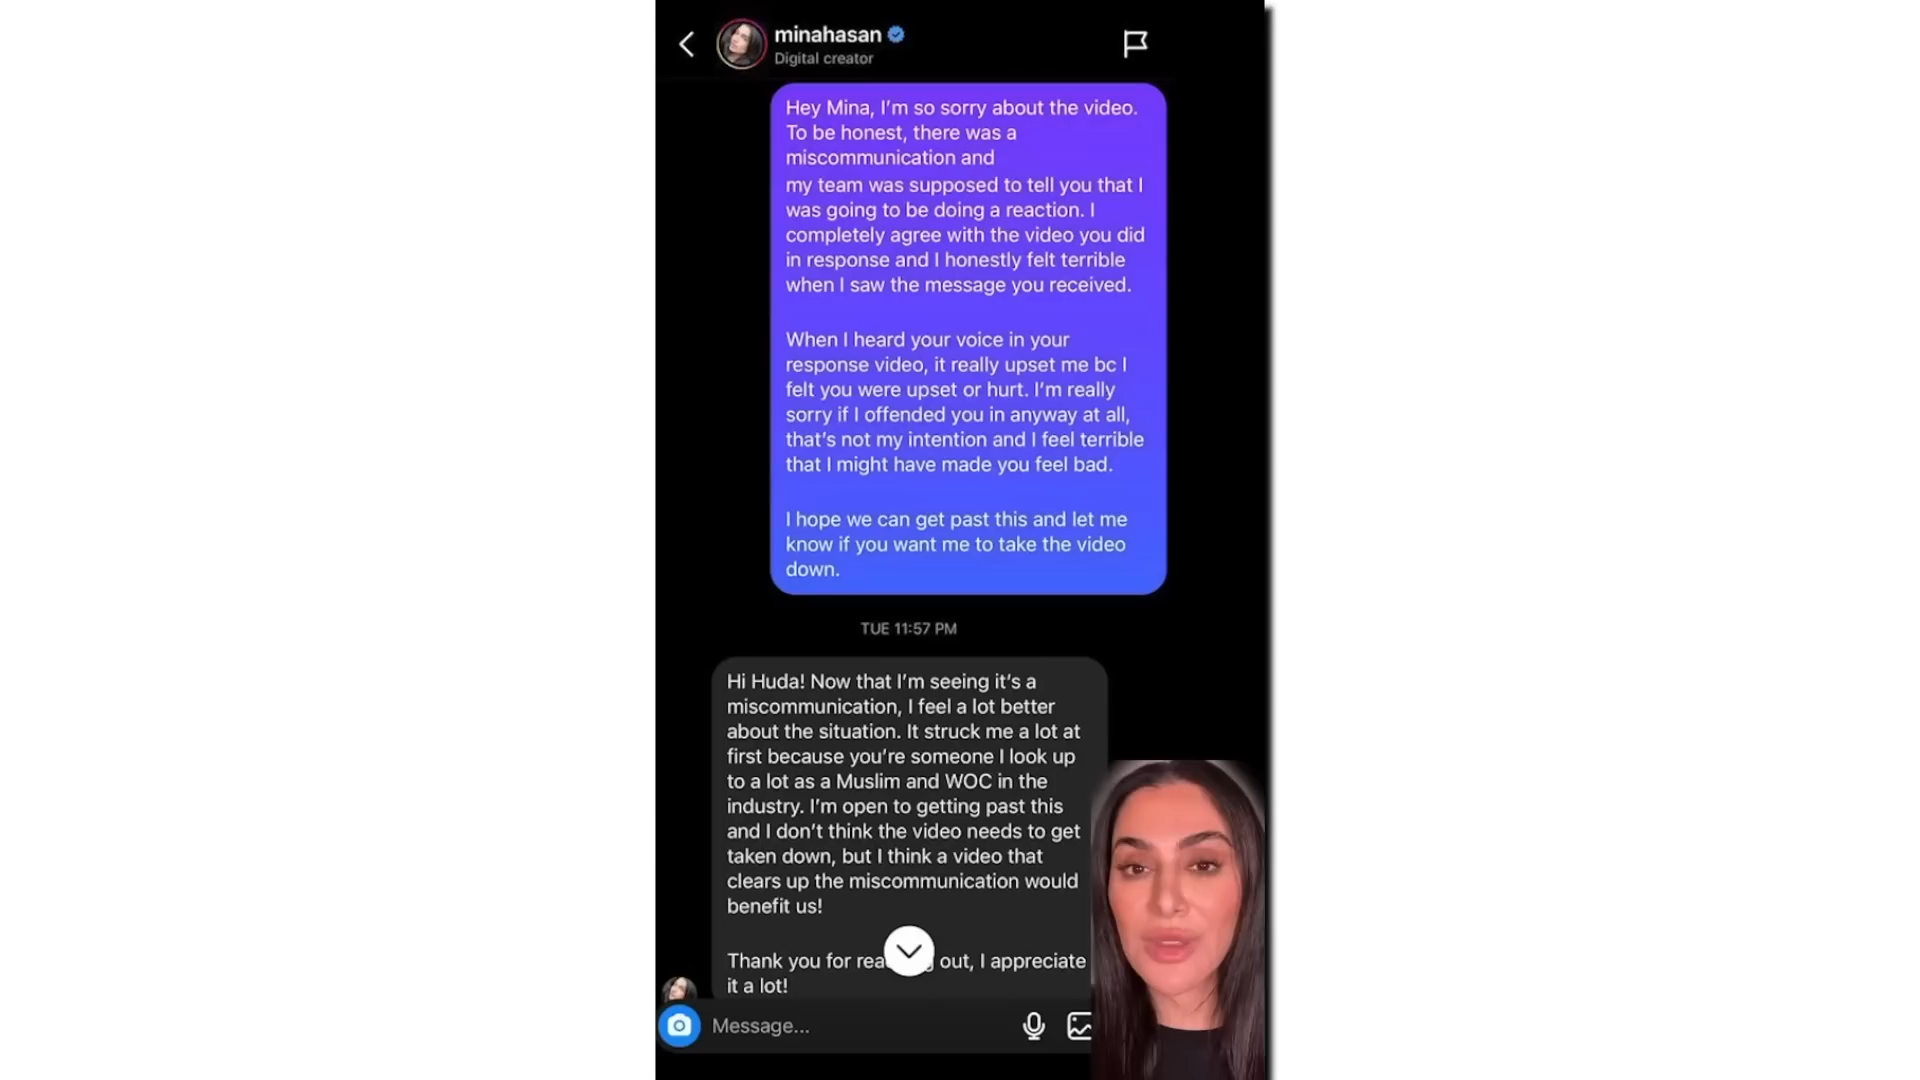 minahasan
Digital creator
Hey Mina, I'm so sorry about the video.
To be honest, there was a
miscommunication and
my team was supposed to tell you that I
was going to be doing a reaction. I
completely agree with the video you did
in response and I honestly felt terrible
when I saw the message you received.
When I heard your voice in your
response video, it really upset me bc I
felt you were upset or hurt. I'm really
sorry if I offended you in anyway at all,
that's not my intention and I feel terrible
that I might have made you feel bad.
I hope we can get past this and let me
know if you want me to take the video
down.
TUE 11:57 PM
Hi Huda! Now that I'm seeing it's a
miscommunication, I feel a lot better
about the situation. It struck me a lot at
first because you're someone I look up
to a lot as a Muslim and WOC in the
industry. I'm open to getting past this
and I don't think the video needs to get
taken down, but I think a video that
clears up the miscommunication would
benefit us!
Thank you for out, I appreciate
it a lot!
Message...